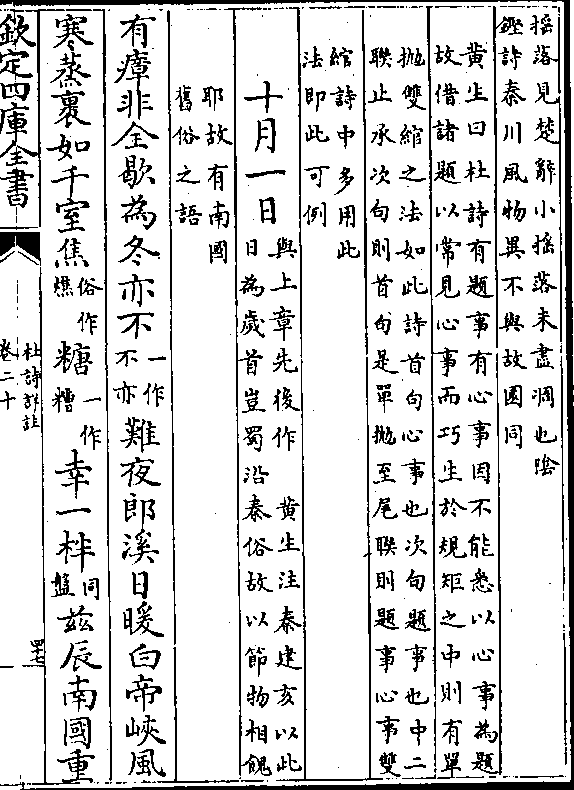 搖落見楚辭小搖落未盡凋也陰
鏗詩秦川風物異不與故國同
黄生曰杜詩有題事有心事因不能悉以心事為題
故借諸題以常見心事而巧生於規矩之中則有單
拋雙綰之法如此詩首句心事也次句題事也中二
聯止承次句則首句是單拋至尾聯則題事心事雙
綰詩中多用此
法即此可例
十月一日與上章先後作 黄生注秦建亥以此
日為歲首豈蜀沿秦俗故以節物相餽
耶故有南國
舊俗之語
有瘴非全歇為冬亦不一作不亦難夜郎溪日暖白帝峽風
寒蒸裹如千室焦俗作燋糖一作糟幸一柈同盤兹辰南國重
欽定四庫全書
杜詩詳註
卷二十
四七